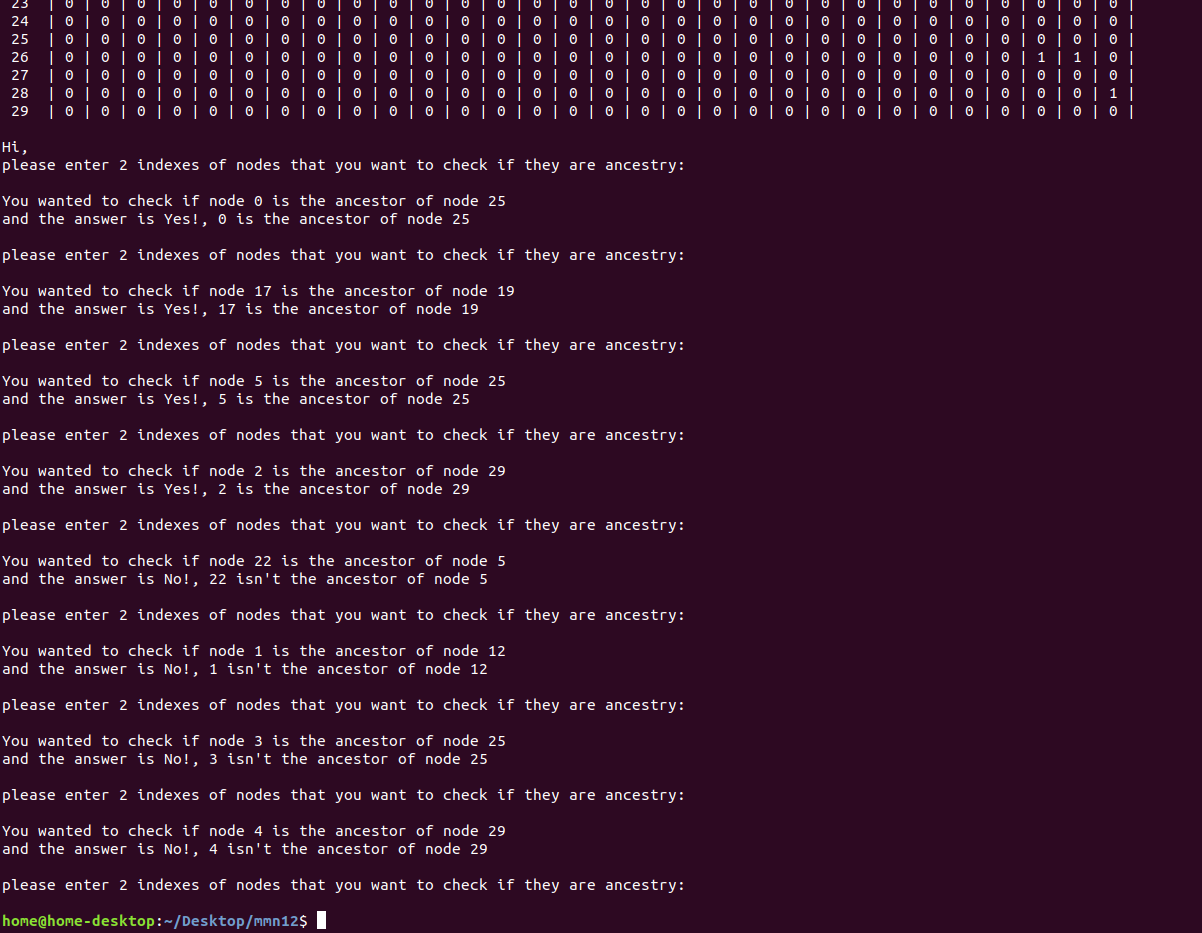 23 | 0 | 0 | 0 | 0 | 0 | 0 | 0 | 0 | 0 | 0 | 0 | 0 | 0 | 0 | 0 | 0 | 0 | 0 | 0 | 0 | 0 | 0 | 0 | 0 | 0 | 0 | 0 | 0 | 0 | 0 |
24 | 0 | 0 | 0 | 0 | 0 | 0 | 0 | 0 | 0 | 0 | 0 | 0 | 0 | 0 | 0 | 0 | 0 | 0 | 0 | 0 | 0 | 0 | 0 | 0 | 0 | 0 | 0 | 0 | 0 | 0 |
25 | 0 | 0 | 0 | 0 | 0 | 0 | 0 | 0 | 0 | 0 | 0 | 0 | 0 | 0 | 0 | 0 | 0 | 0 | 0 | 0 | 0 | 0 | 0 | 0 | 0 | 0 | 0 | 0 | 0 | 0 |
26 | 0 | 0 | 0 | 0 | 0 | 0 | 0 | 0 | 0 | 0 | 0 | 0 | 0 | 0 | 0 | 0 | 0 | 0 | 0 | 0 | 0 | 0 | 0 | 0 | 0 | 0 | 0 | 1 | 1 | 0 |
27 | 0 | 0 | 0 | 0 | 0 | 0 | 0 | 0 | 0 | 0 | 0 | 0 | 0 | 0 | 0 | 0 | 0 | 0 | 0 | 0 | 0 | 0 | 0 | 0 | 0 | 0 | 0 | 0 | 0 | 0 |
28 | 0 | 0 | 0 | 0 | 0 | 0 | 0 | 0 | 0 | 0 | 0 | 0 | 0 | 0 | 0 | 0 | 0 | 0 | 0 | 0 | 0 | 0 | 0 | 0 | 0 | 0 | 0 | 0 | 0 | 1 |
29 | 0 | 0 | 0 | 0 | 0 | 0 | 0 | 0 | 0 | 0 | 0 | 0 | 0 | 0 | 0 | 0 | 0 | 0 | 0 | 0 | 0 | 0 | 0 | 0 | 0 | 0 | 0 | 0 | 0 | 0 |
Hi,
please enter 2 indexes of nodes that you want to check if they are ancestry:
You wanted to check if node 0 is the ancestor of node 25
and the answer is Yes!, 0 is the ancestor of node 25
please enter 2 indexes of nodes that you want to check if they are ancestry:
You wanted to check if node 17 is the ancestor of node 19
and the answer is Yes!, 17 is the ancestor of node 19
please enter 2 indexes of nodes that you want to check if they are ancestry:
You wanted to check if node 5 is the ancestor of node 25
and the answer is Yes!, 5 is the ancestor of node 25
please enter 2 indexes of nodes that you want to check if they are ancestry:
You wanted to check if node 2 is the ancestor of node 29
and the answer is Yes!, 2 is the ancestor of node 29
please enter 2 indexes of nodes that you want to check if they are ancestry:
You wanted to check if node 22 is the ancestor of node 5
and the answer is No!, 22 isn't the ancestor of node 5
please enter 2 indexes of nodes that you want to check if they are ancestry:
You wanted to check if node 1 is the ancestor of node 12
and the answer is No!, 1 isn't the ancestor of node 12
please enter 2 indexes of nodes that you want to check if they are ancestry:
You wanted to check if node 3 is the ancestor of node 25
and the answer is No!, 3 isn't the ancestor of node 25
please enter 2 indexes of nodes that you want to check if they are ancestry:
You wanted to check if node 4 is the ancestor of node 29
and the answer is No!, 4 isn't the ancestor of node 29
please enter 2 indexes of nodes that you want to check if they are ancestry:
home@home-desktop:~/Desktop/mmn12$